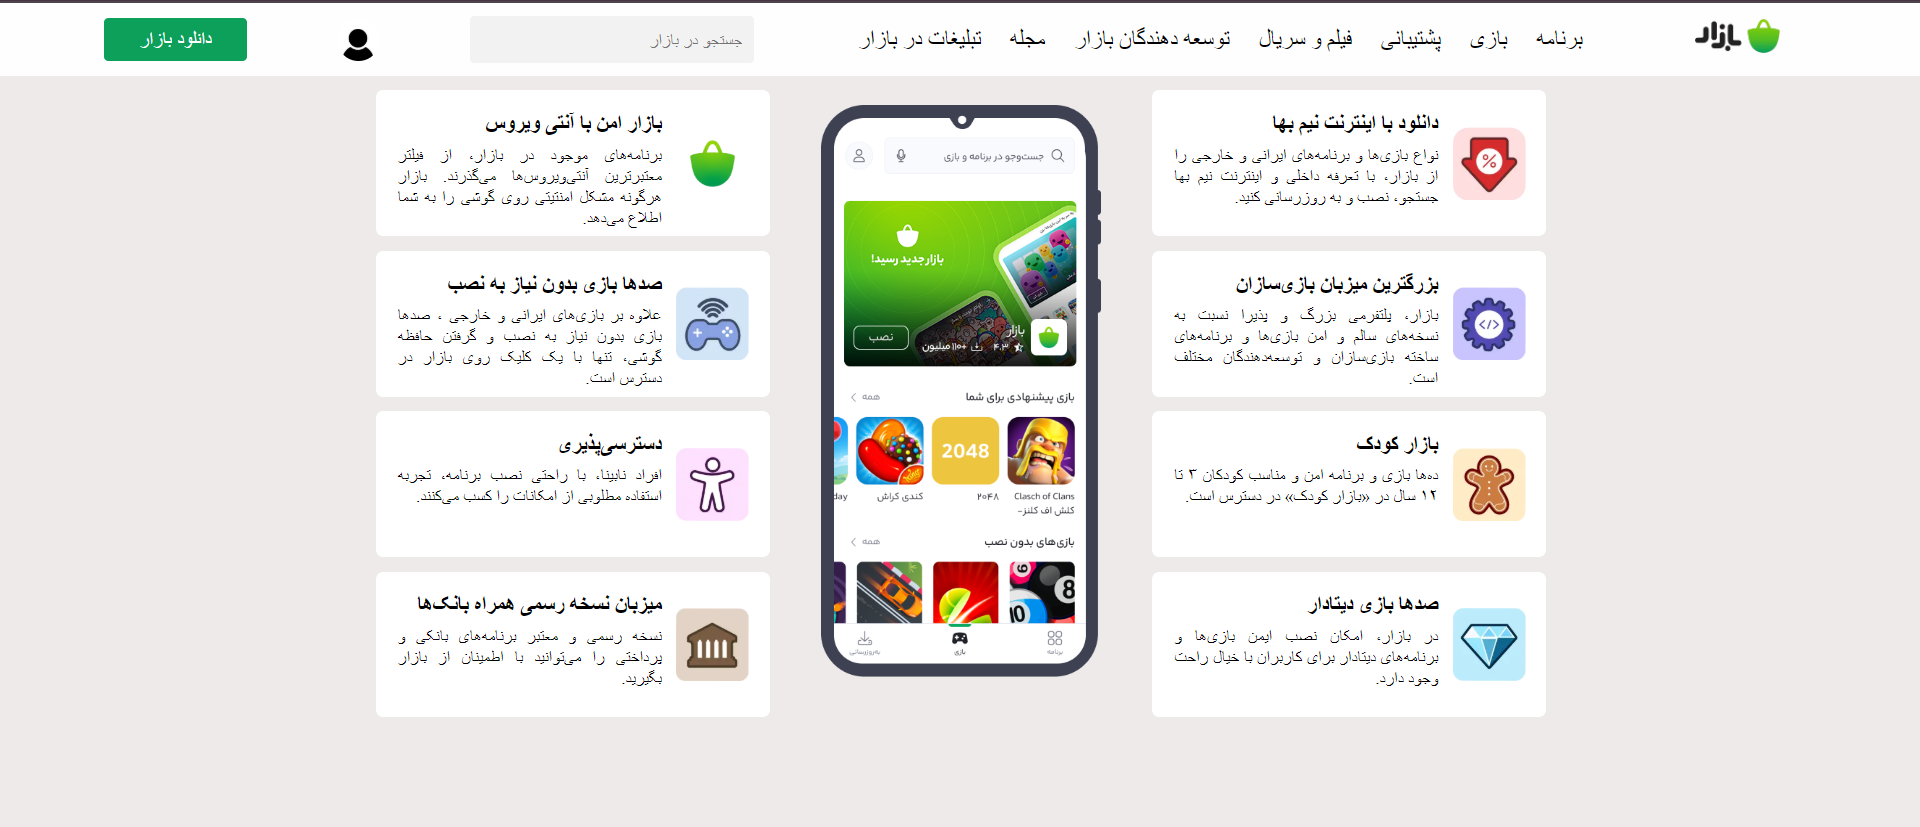 بازار
برنامه
بازی
پشتیبانی
فیلم و سریال
توسعه دهندگان بازار
مجله
تبلیغات در بازار
جستجو در بازار
دانلود بازار
دانلود با اینترنت نیم بها
نواع بازی‌ها و برنامه‌های ایرانی و خارجی را
از بازار، با تعرفه داخلی و اینترنت نیم بها
جستجو، نصب و به روزرسانی کنید.
بزرگترین میزبان بازی‌سازان
بازار، پلتفرمی بزرگ و پذیرا نسبت به
نسخه‌های سالم و امن بازی‌ها و برنامه‌های
ساخته بازی‌سازان و توسعه‌دهندگان مختلف
است.
بازار کودک
ده‌ها بازی و برنامه امن و مناسب کودکان ۳ تا
۱۲ سال در «بازار کودک» در دسترس است.
صدها بازی دیتادار
در بازار، امکان نصب ایمن بازی‌ها و
برنامه‌های دیتادار برای کاربران با خیال راحت
وجود دارد.
جست‌وجو در برنامه و بازی
بازار جدید رسید!
بازار
۴.۳
+۱۱۰ میلیون
نصب
بازی پیشنهادی برای شما
همه
2048
Clasch of Clans
کلش اف کلنز-
۲۰۴۸
کندی کراش
day
بازی‌های بدون نصب
همه
8
10
برنامه
بازی
به‌روزرسانی
بازار امن با آنتی ویروس
برنامه‌های موجود در بازار، از فیلتر
معتبرترین آنتی‌ویروس‌ها می‌گذرند. بازار
هرگونه مشکل امنتیتی روی گوشی را به شما
اطلاع می‌دهد.
صدها بازی بدون نیاز به نصب
علاوه بر بازی‌های ایرانی و خارجی ، صدها
بازی بدون نیاز به نصب و گرفتن حافظه
گوشی، تنها با یک کلیک روی بازار در
دسترس است.
دسترسی‌پذیری
افراد نابینا، با راحتی نصب برنامه، تجربه
استفاده مطلوبی از امکانات را کسب می‌کنند.
میزبان نسخه رسمی همراه بانک‌ها
نسخه رسمی و معتبر برنامه‌های بانکی و
پرداختی را می‌توانید با اطمینان از بازار
بگیرید.